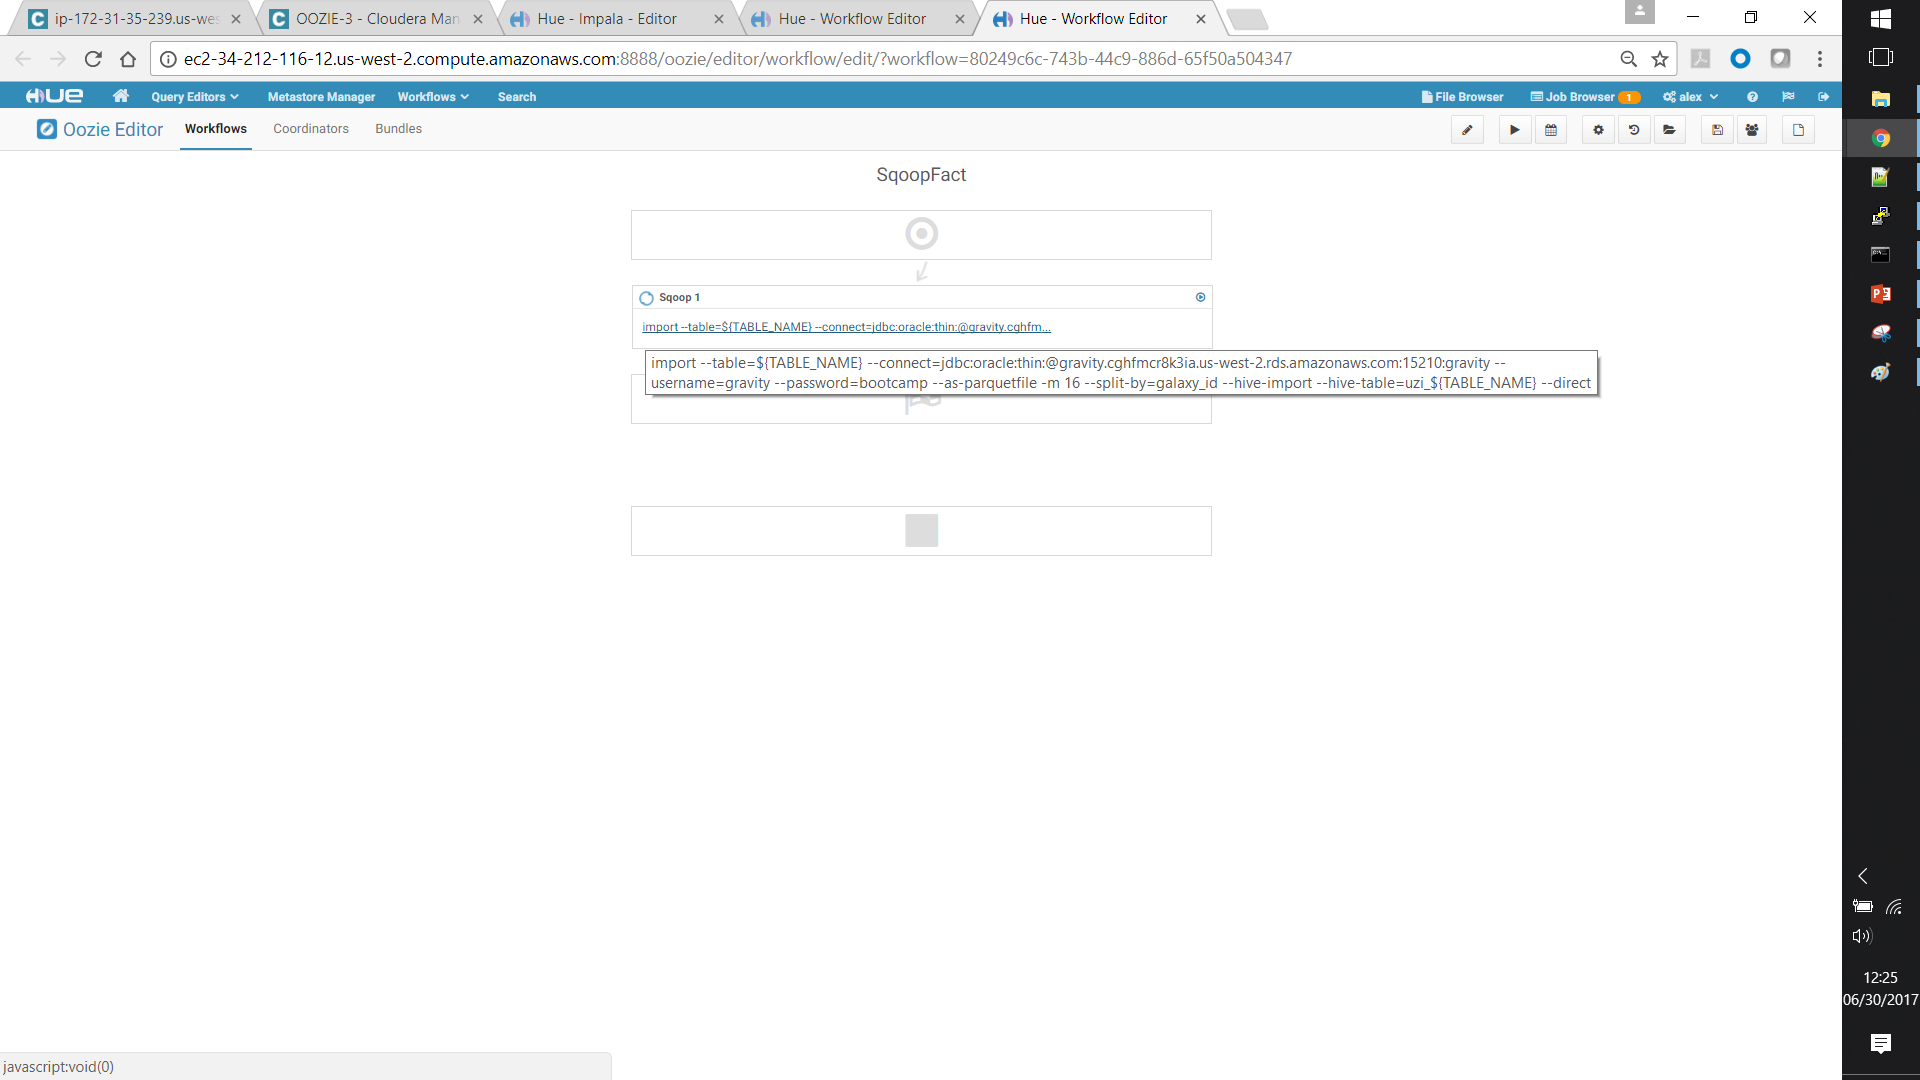 ip-172-31-35-239.us-wes
OOZIE-3 - Cloudera Man
Hue - Impala - Editor
Hue - Workflow Editor
Hue - Workflow Editor
ec2-34-212-116-12.us-west-2.compute.amazonaws.com:8888/oozie/editor/workflow/edit/?workflow=80249c6c-743b-44c9-886d-65f50a504347
HUE Query Editors Metastore Manager Workflows Search File Browser Job Browser 1 alex
Oozie Editor Workflows Coordinators Bundles
SqoopFact
Sqoop 1
import --table=${TABLE_NAME} --connect=jdbc:oracle:thin:@gravity.cghfm...
import --table=${TABLE_NAME} --connect=jdbc:oracle:thin:@gravity.cghfmcr8k3ia.us-west-2.rds.amazonaws.com:15210:gravity --
username=gravity --password=bootcamp --as-parquetfile -m 16 --split-by=galaxy_id --hive-import --hive-table=uzi_${TABLE_NAME} --direct
12:25
06/30/2017
javascript:void(0)